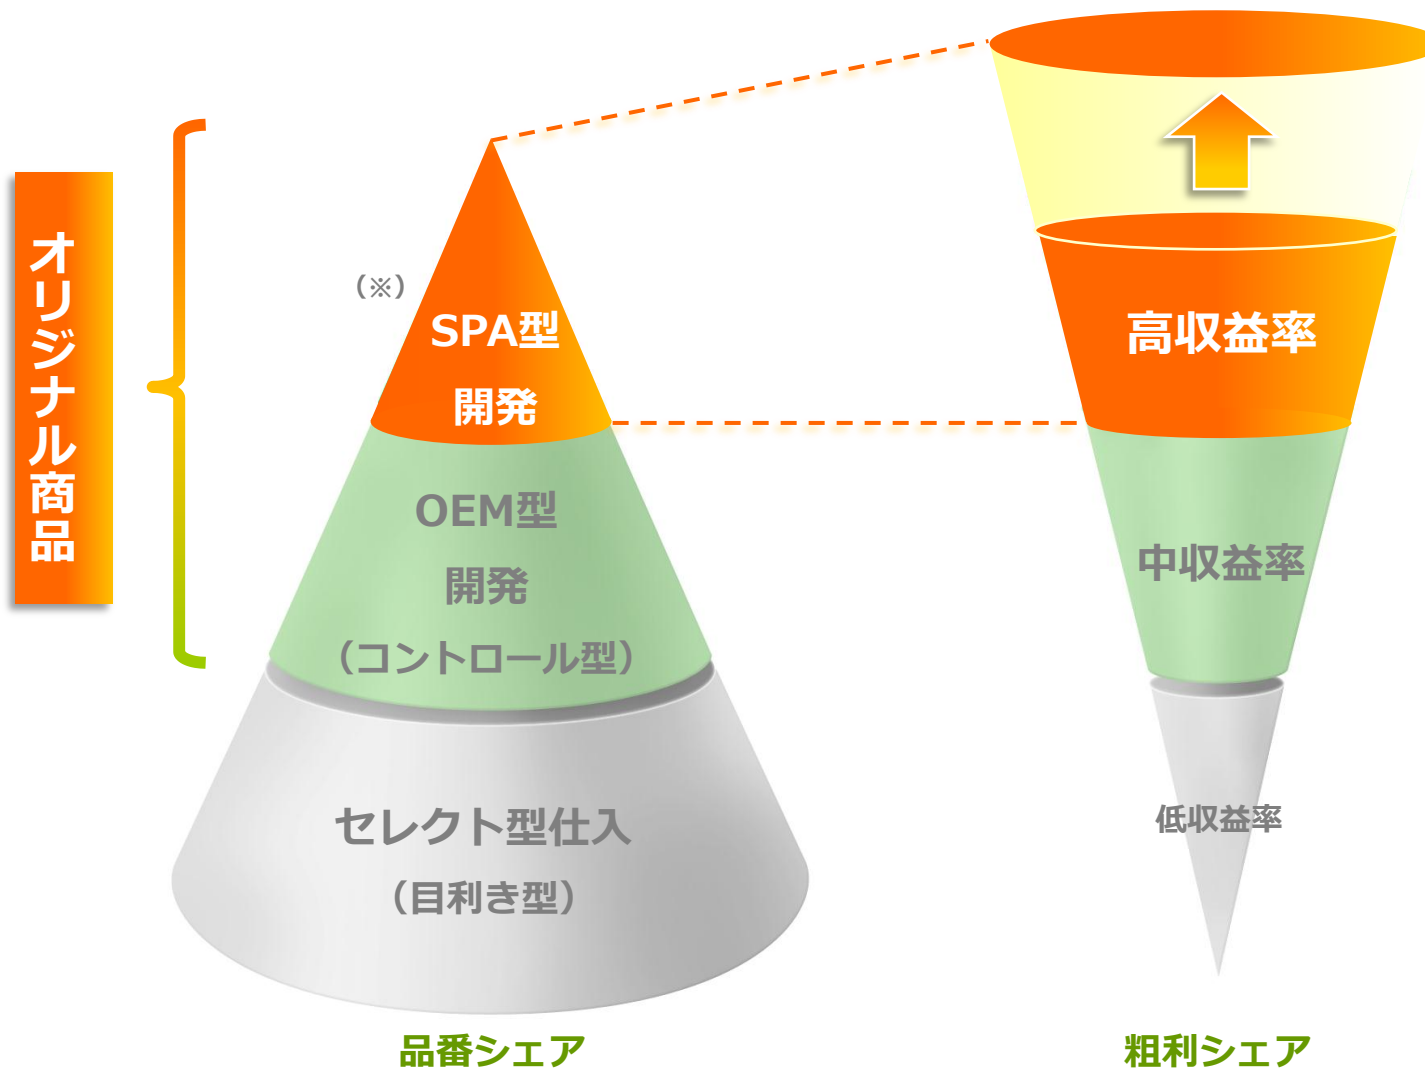 オリジナル商品
（※）
SPA型
開発
OEM型
開発
（コントロール型）
セレクト型仕入
（目利き型）
品番シェア
高収益率
中収益率
低収益率
粗利シェア